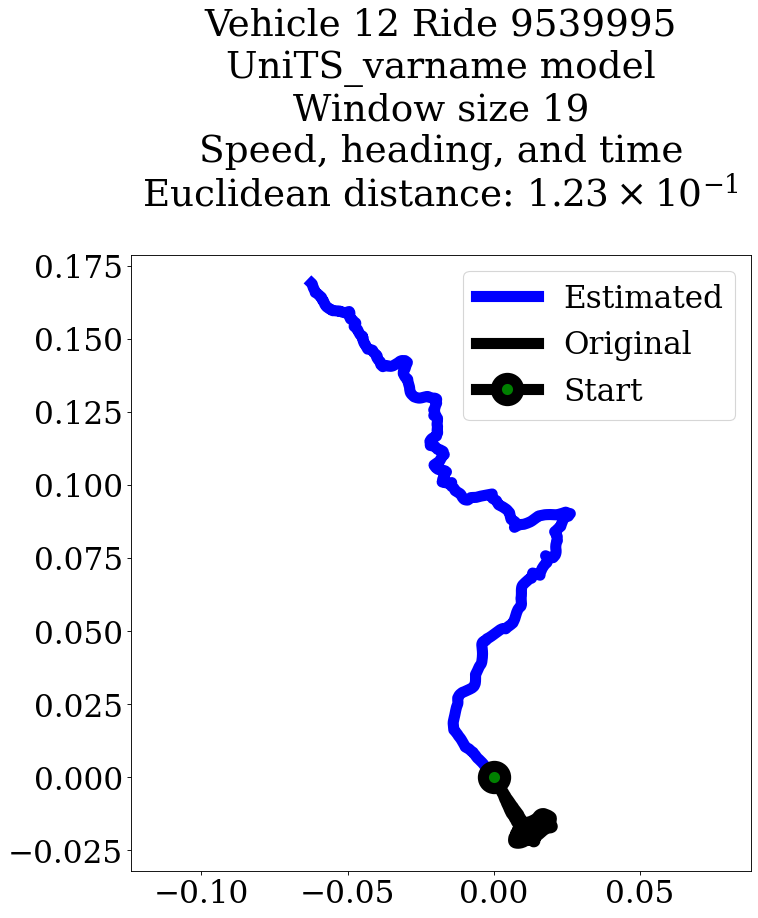 Vehicle 12 Ride 9539995
UniTS_varname model
Window size 19
Speed, heading, and time
Euclidean distance: 1.23 × 10⁻¹
0.175
0.150
0.125
0.100
0.075
0.050
0.025
0.000
−0.025
Estimated
Original
Start
−0.10 −0.05 0.00 0.05